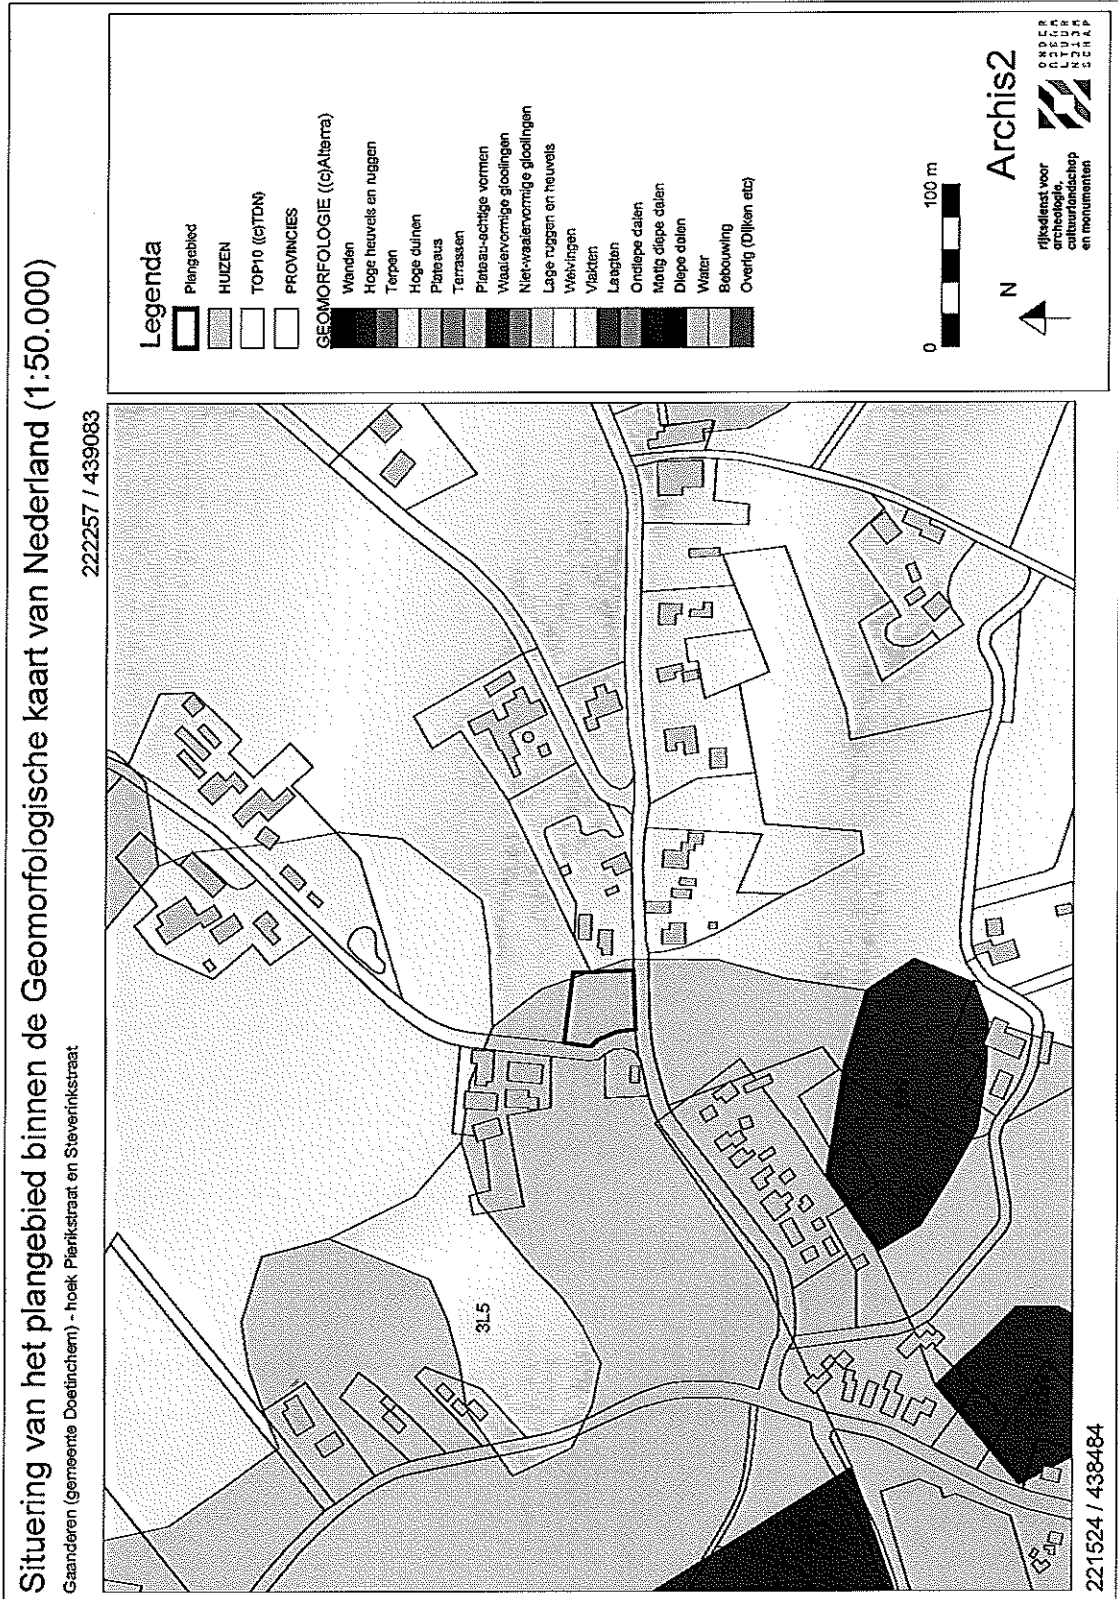 Situering van het plangebied binnen de Geomorfologische kaart van Nederland (1:50.000)
Gaanderen (gemeente Doetinchem) - hoek Pierikstraat en Steverinkstraat
222257 / 439083
3L5
221524 / 438484
Legenda
Plangebied
HUIZEN
TOP10 ((c)TDN)
PROVINCIES
GEOMORFOLOGIE ((c)Alterra)
Wanden
Hoge heuvels en ruggen
Terpen
Hoge duinen
Plateaus
Terrassen
Plateau-achtige vormen
Waaiervormige glooiingen
Niet-waaiervormige glooiingen
Lage ruggen en heuvels
Welvingen
Vlakten
Laagten
Ondiepe dalen
Matig diepe dalen
Diepe dalen
Water
Bebouwing
Overig (Dijken etc)
0
100 m
N
Archis2
rijksdienst voor
archeologie,
cultuurlandschap
en monumenten